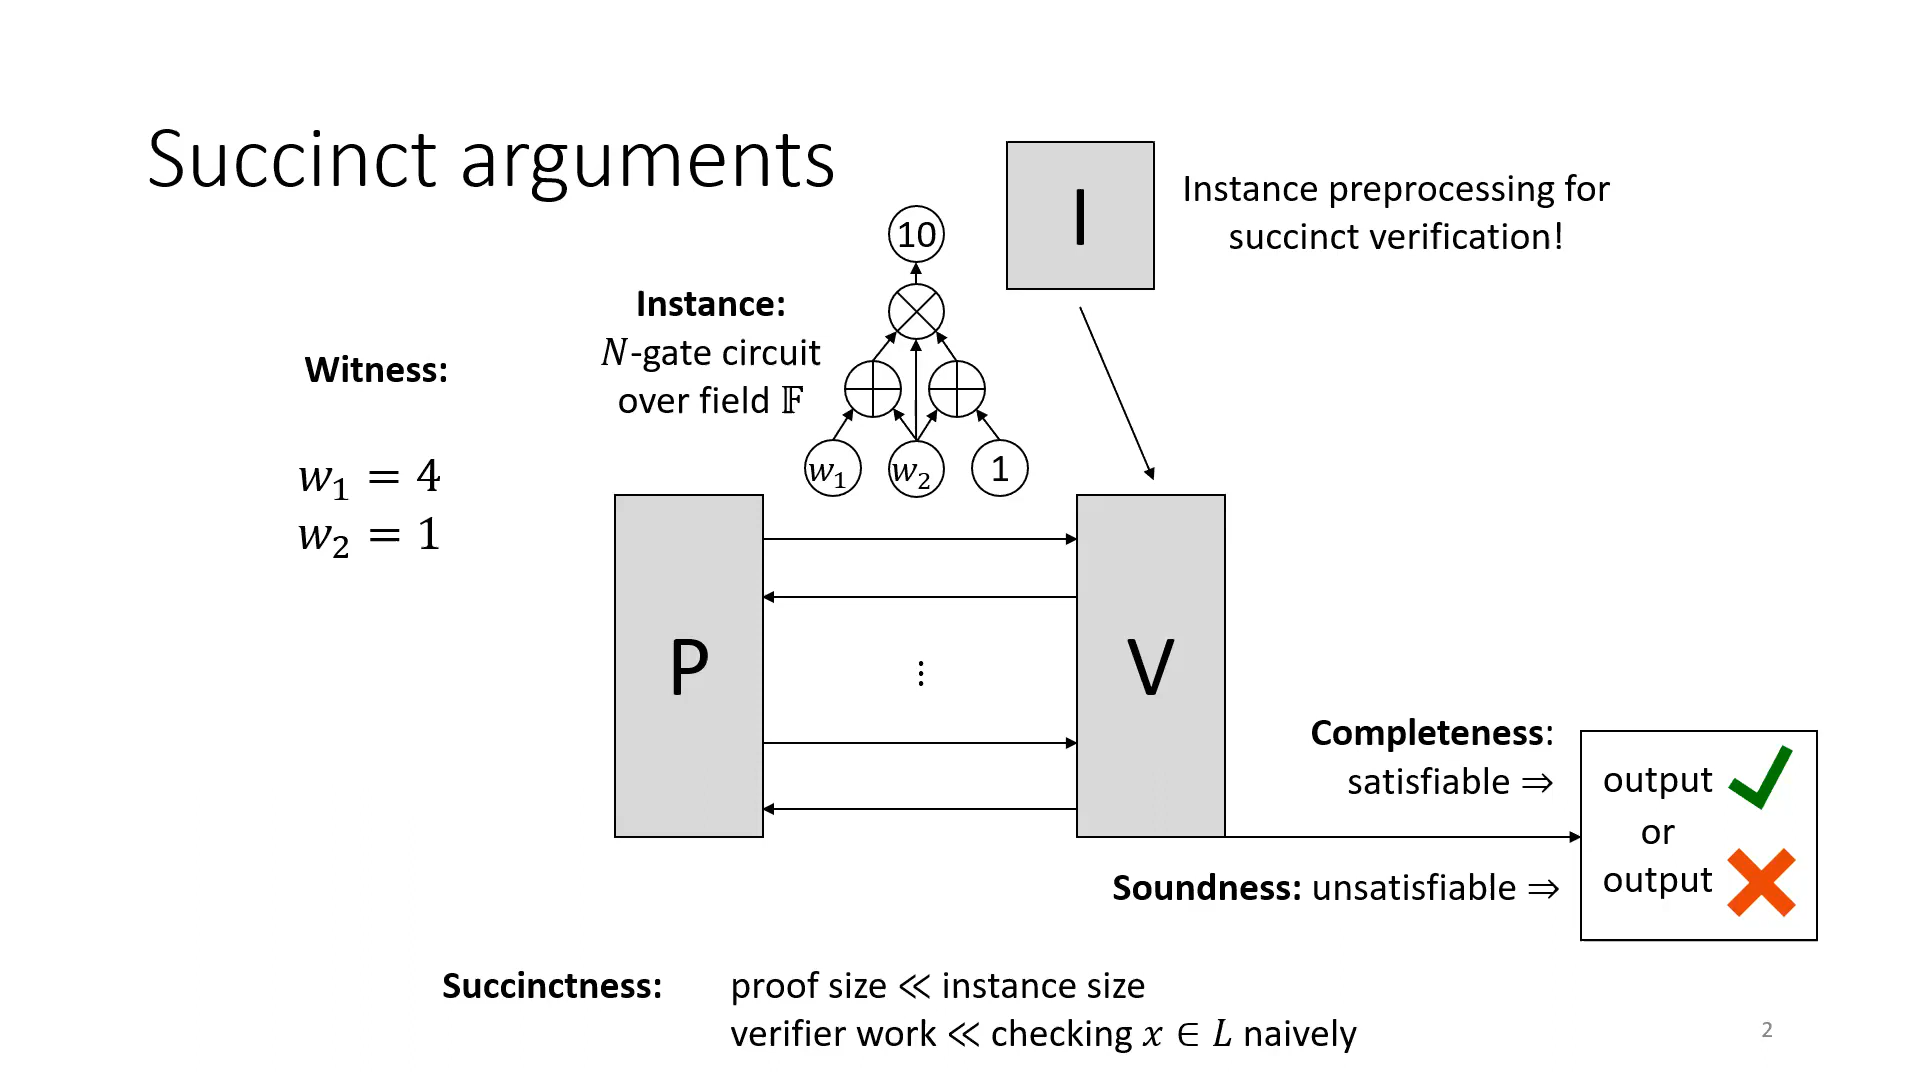 Succinct arguments
I
Instance preprocessing for
succinct verification!
10
Instance:
N-gate circuit
over field 𝔽
w₁ w₂ 1
Witness:
w₁ = 4
w₂ = 1
P
⋮
V
Completeness:
satisfiable ⇒
output
or
output
Soundness: unsatisfiable ⇒
Succinctness:
proof size ≪ instance size
verifier work ≪ checking x ∈ L naively
2